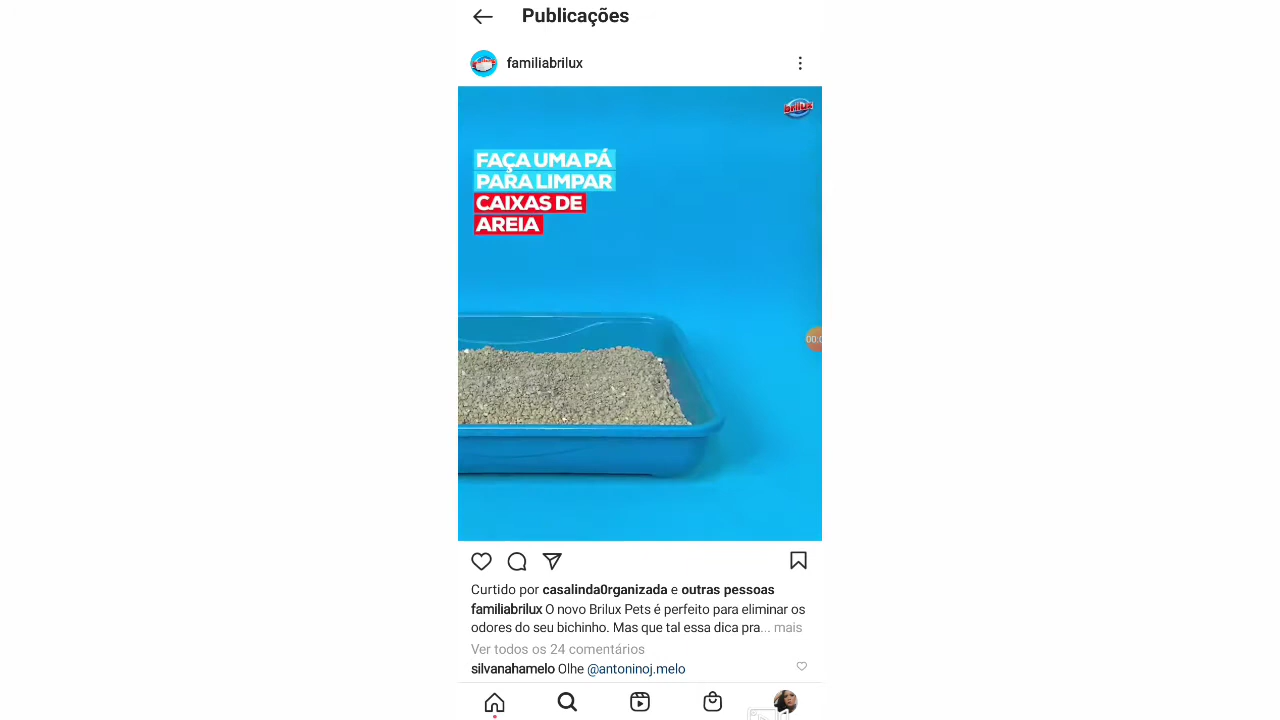 Publicações
familiabrilux
Brilux
FAÇA UMA PÁ
PARA LIMPAR
CAIXAS DE
AREIA
Curtido por casalinda0rganizada e outras pessoas
familiabrilux O novo Brilux Pets é perfeito para eliminar os
odores do seu bichinho. Mas que tal essa dica pra... mais
Ver todos os 24 comentários
silvanahamelo Olhe @antoninoj.melo